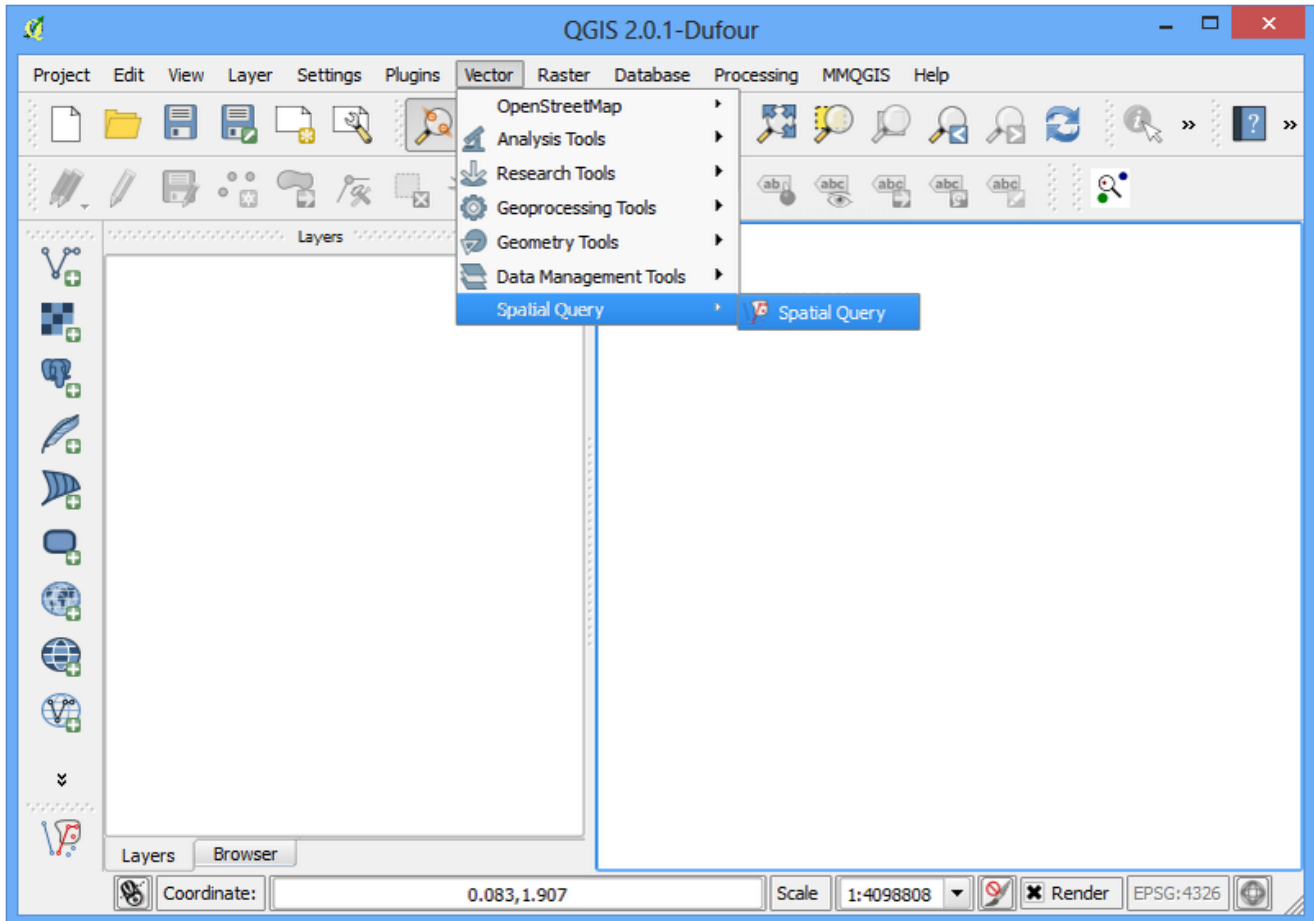 QGIS 2.0.1-Dufour
Project Edit View Layer Settings Plugins Vector Raster Database Processing MMQGIS Help
OpenStreetMap
Analysis Tools
Research Tools
Geoprocessing Tools
Geometry Tools
Data Management Tools
Spatial Query
Spatial Query
» ? »
ab abc abc abc abc
Layers
Layers Browser
Coordinate: 0.083,1.907 Scale 1:4098808 Render EPSG:4326